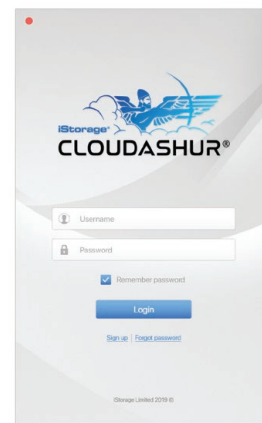 iStorage®
CLOUDASHUR®
Username
Password
Remember password
Login
Sign up | Forgot password
iStorage Limited 2019 ©